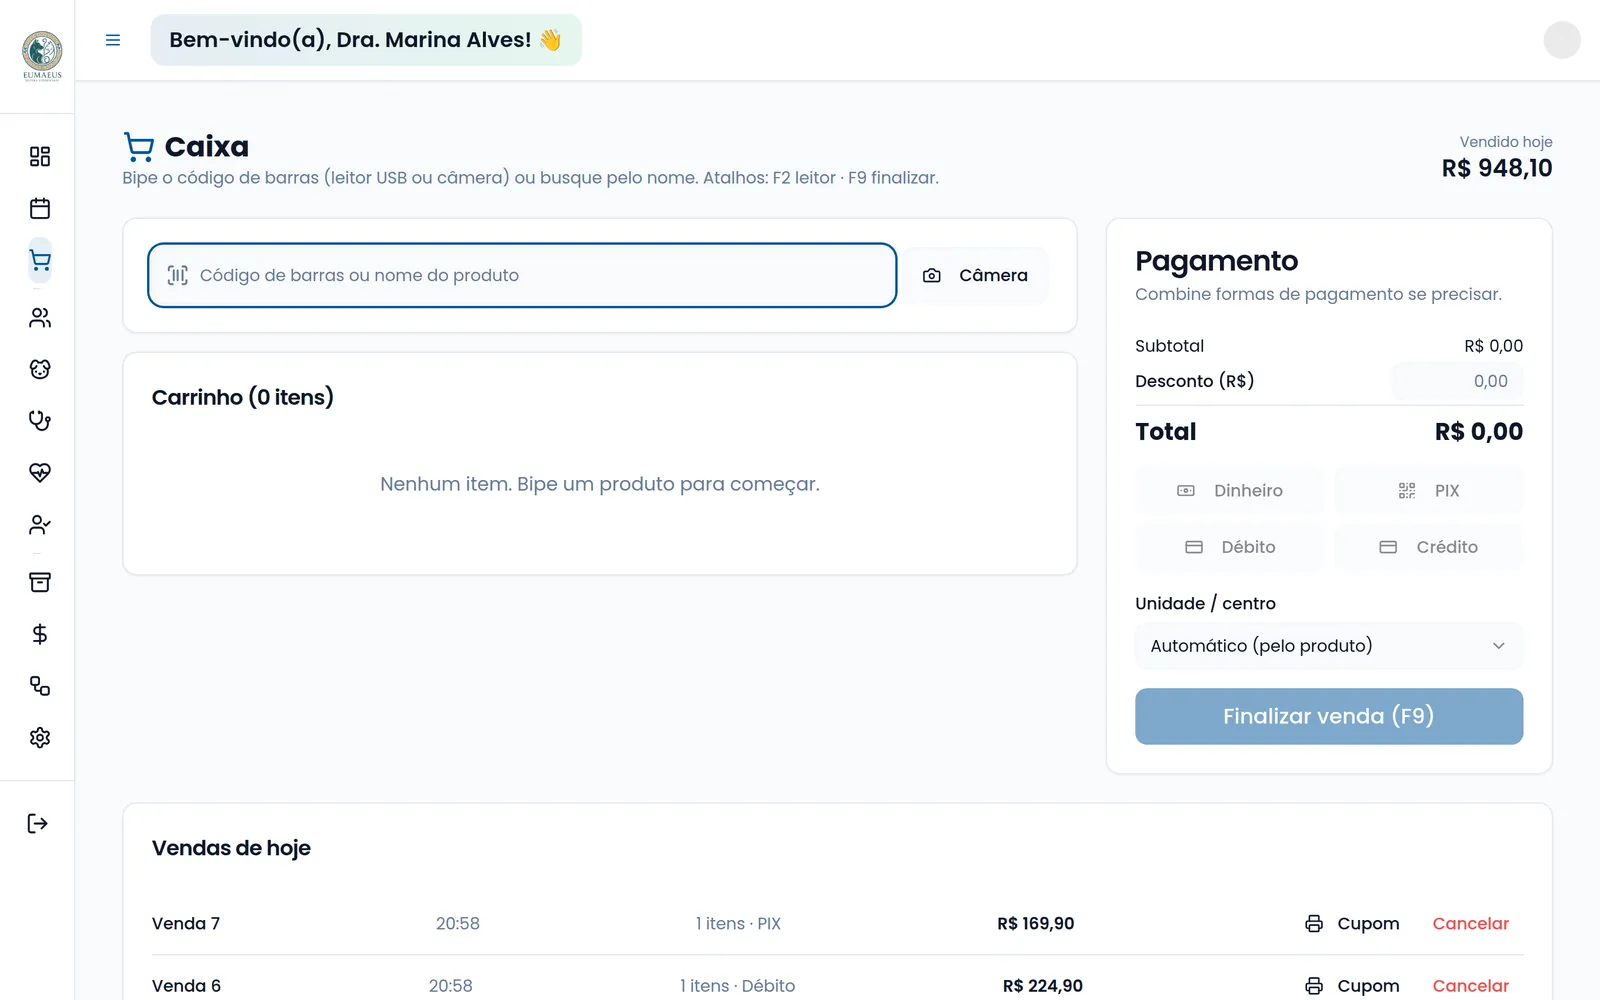 EUMAEUS
Bem-vindo(a), Dra. Marina Alves! 👋
Caixa
Bipe o código de barras (leitor USB ou câmera) ou busque pelo nome. Atalhos: F2 leitor · F9 finalizar.
Vendido hoje
R$ 948,10
Código de barras ou nome do produto
Câmera
Carrinho (0 itens)
Nenhum item. Bipe um produto para começar.
Pagamento
Combine formas de pagamento se precisar.
Subtotal R$ 0,00
Desconto (R$) 0,00
Total R$ 0,00
Dinheiro PIX
Débito Crédito
Unidade / centro
Automático (pelo produto)
Finalizar venda (F9)
Vendas de hoje
Venda 7 20:58 1 itens · PIX R$ 169,90 Cupom Cancelar
Venda 6 20:58 1 itens · Débito R$ 224,90 Cupom Cancelar